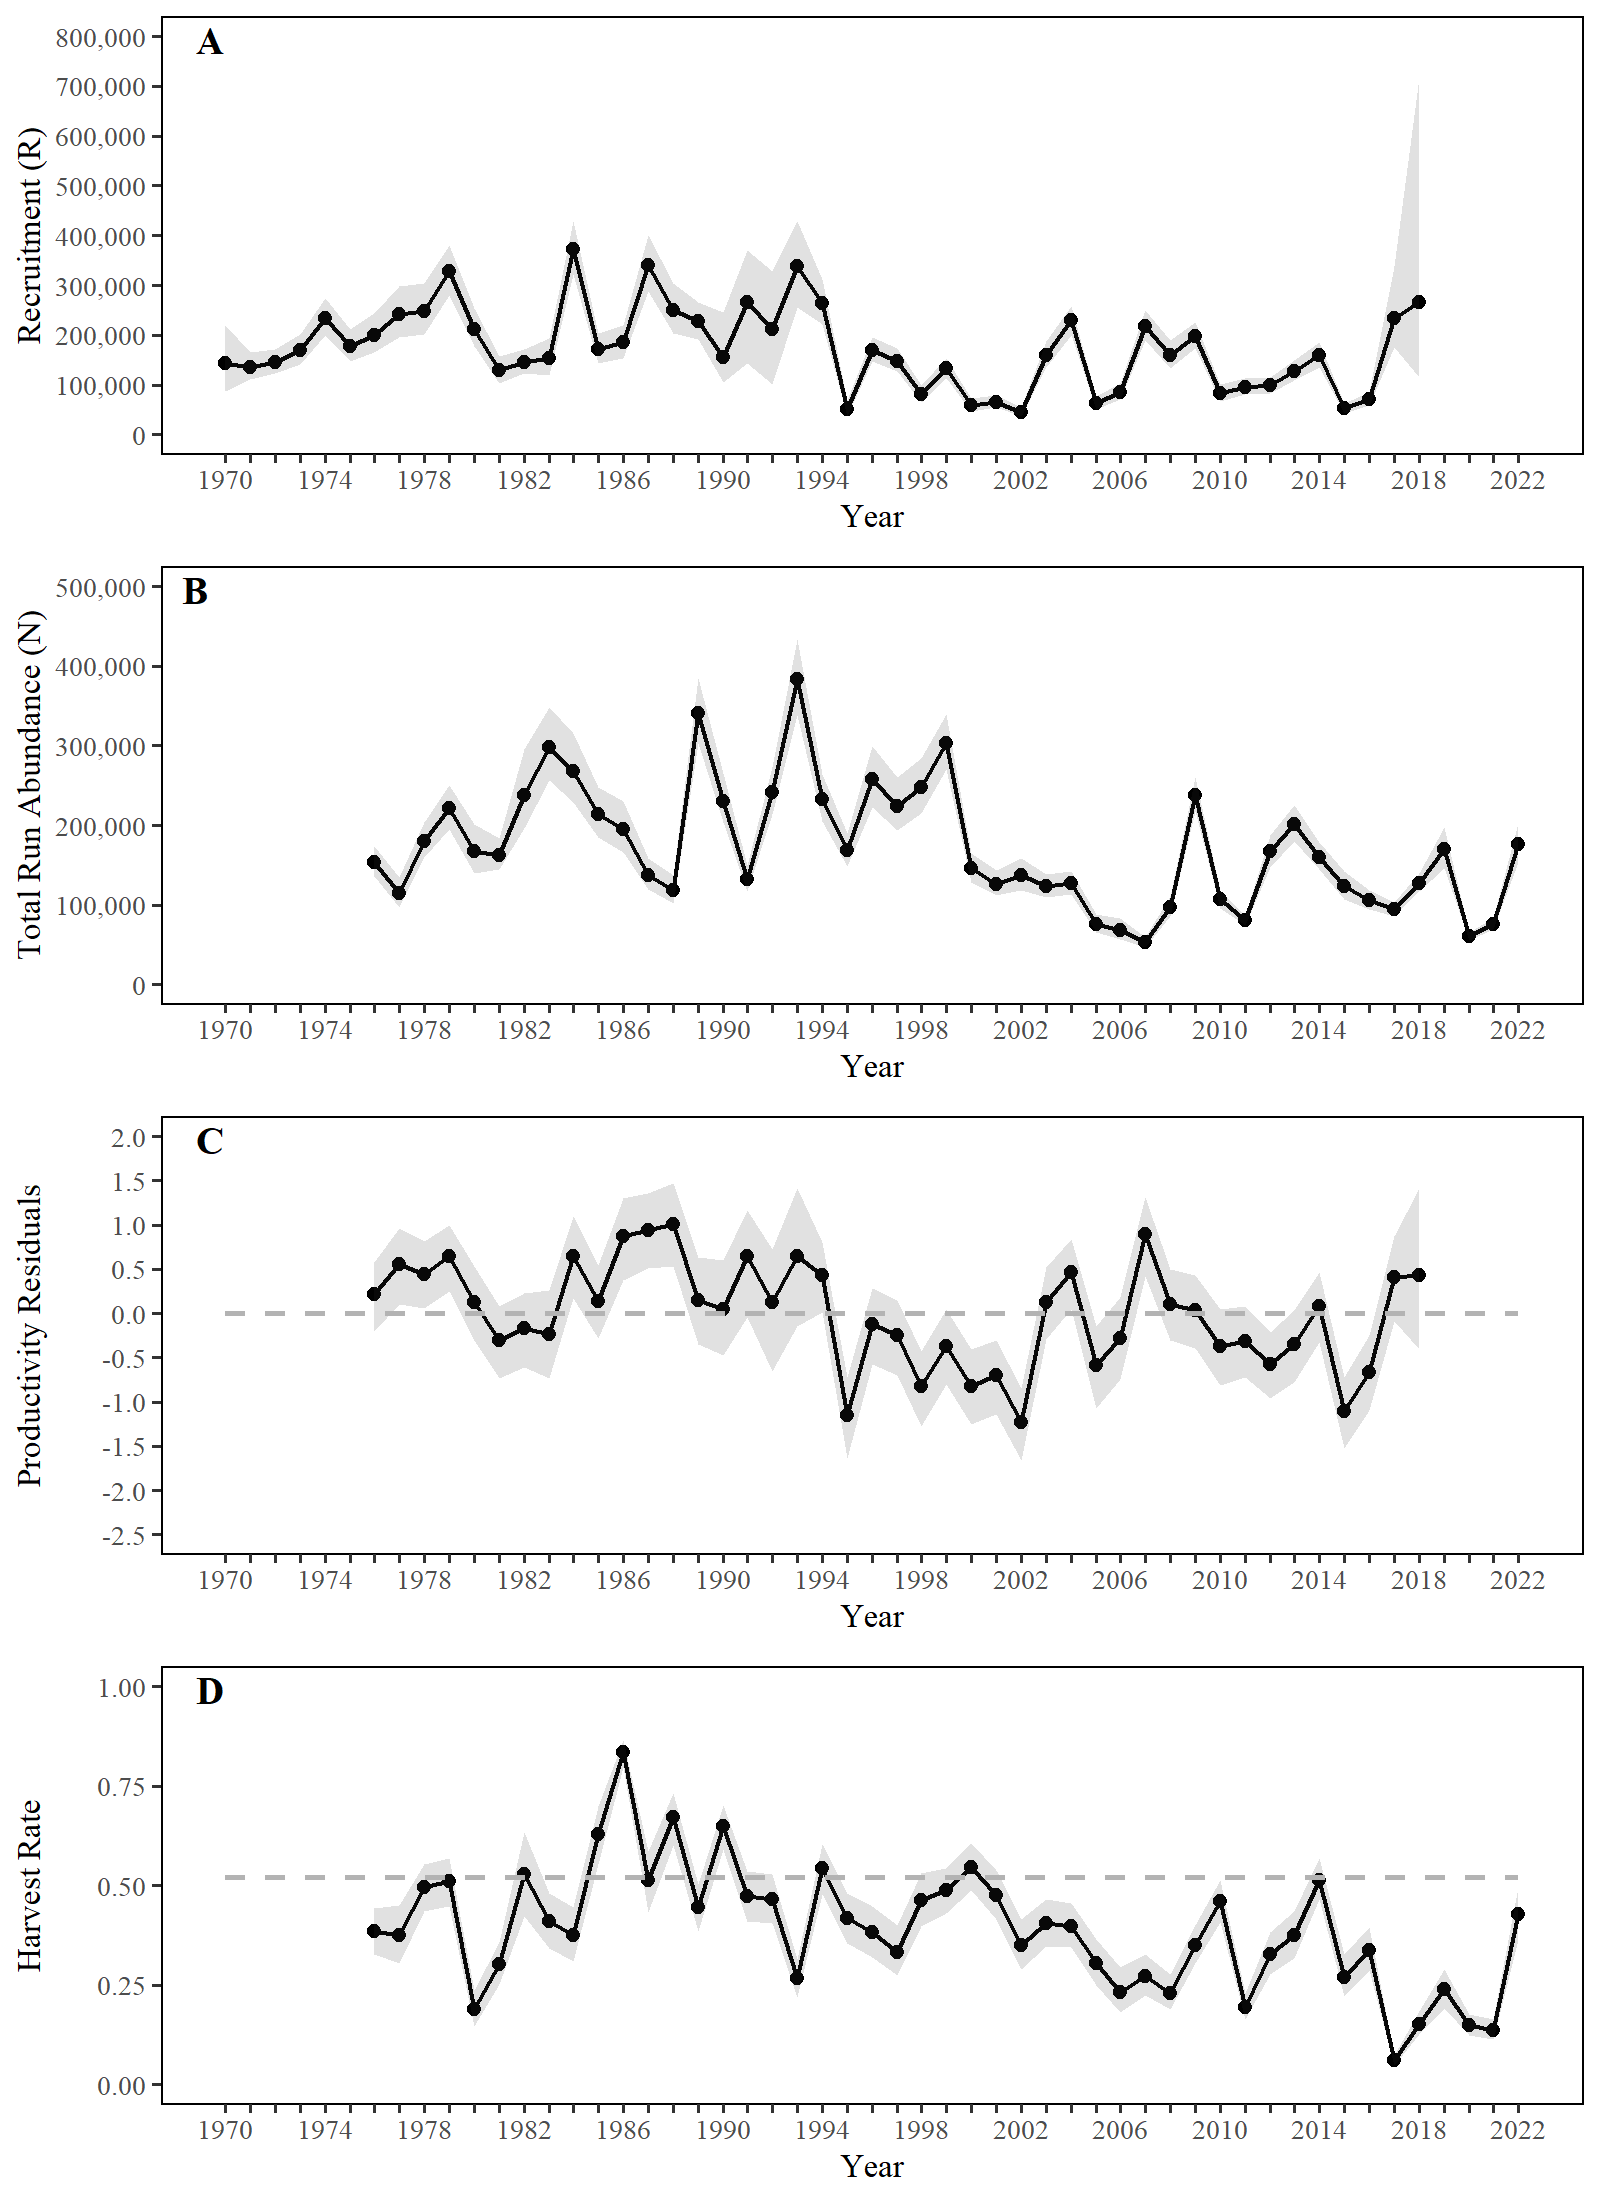 A
800,000
700,000
600,000
500,000
400,000
300,000
200,000
100,000
0
Recruitment (R)
1970 1974 1978 1982 1986 1990 1994 1998 2002 2006 2010 2014 2018 2022
Year
B
500,000
400,000
300,000
200,000
100,000
0
Total Run Abundance (N)
1970 1974 1978 1982 1986 1990 1994 1998 2002 2006 2010 2014 2018 2022
Year
C
2.0
1.5
1.0
0.5
0.0
-0.5
-1.0
-1.5
-2.0
-2.5
Productivity Residuals
1970 1974 1978 1982 1986 1990 1994 1998 2002 2006 2010 2014 2018 2022
Year
D
1.00
0.75
0.50
0.25
0.00
Harvest Rate
1970 1974 1978 1982 1986 1990 1994 1998 2002 2006 2010 2014 2018 2022
Year